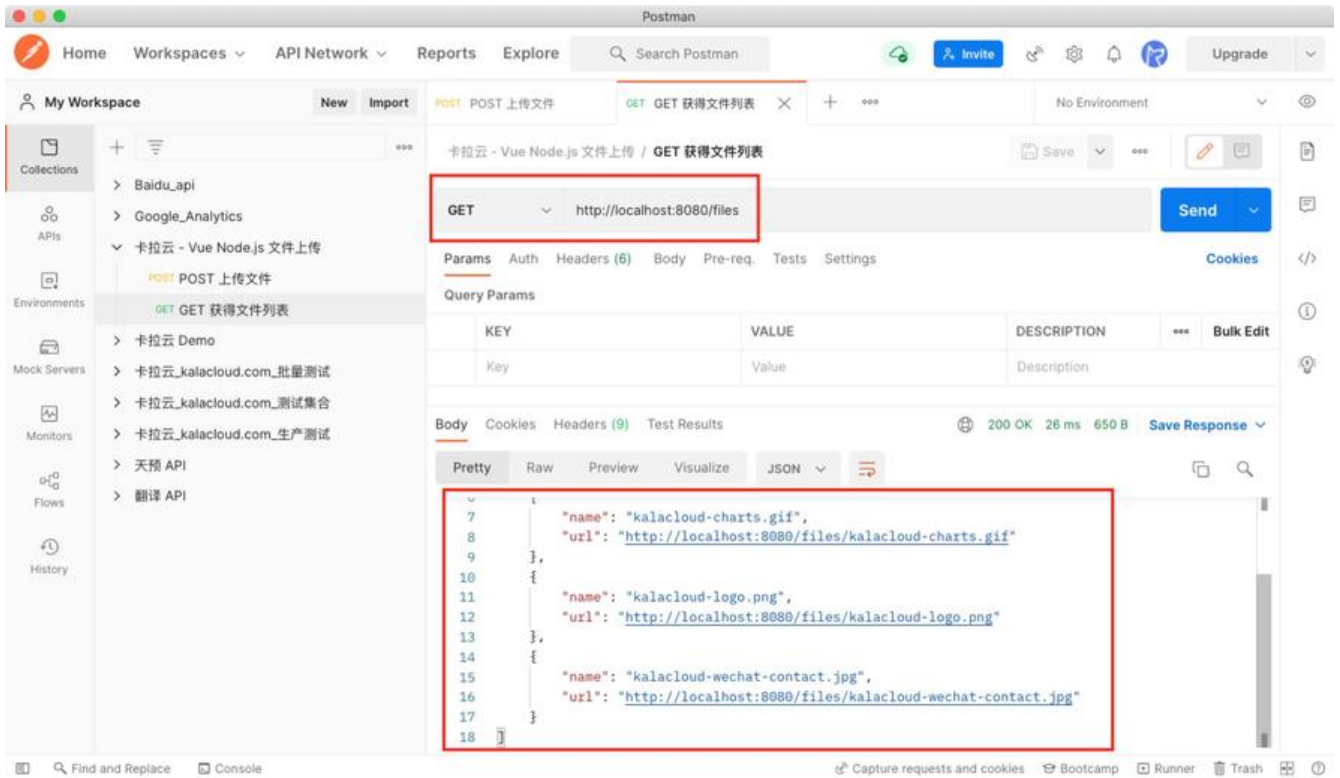 Postman
Home Workspaces API Network Reports Explore Search Postman Invite Upgrade
My Workspace New Import POST POST 上传文件 GET GET 获得文件列表 No Environment
Collections
APIs
Environments
Mock Servers
Monitors
Flows
History
Baidu_api
Google_Analytics
卡拉云 - Vue Node.js 文件上传
POST POST 上传文件
GET GET 获得文件列表
卡拉云 Demo
卡拉云_kalacloud.com_批量测试
卡拉云_kalacloud.com_测试集合
卡拉云_kalacloud.com_生产测试
天预 API
翻译 API
卡拉云 - Vue Node.js 文件上传 / GET 获得文件列表 Save
GET http://localhost:8080/files Send
Params Auth Headers (6) Body Pre-req. Tests Settings Cookies
Query Params
KEY VALUE DESCRIPTION Bulk Edit
Key Value Description
Body Cookies Headers (9) Test Results 200 OK 26 ms 650 B Save Response
Pretty Raw Preview Visualize JSON
7 "name": "kalacloud-charts.gif",
8 "url": "http://localhost:8080/files/kalacloud-charts.gif"
9 },
10 {
11 "name": "kalacloud-logo.png",
12 "url": "http://localhost:8080/files/kalacloud-logo.png"
13 },
14 {
15 "name": "kalacloud-wechat-contact.jpg",
16 "url": "http://localhost:8080/files/kalacloud-wechat-contact.jpg"
17 }
18 ]
Find and Replace Console Capture requests and cookies Bootcamp Runner Trash